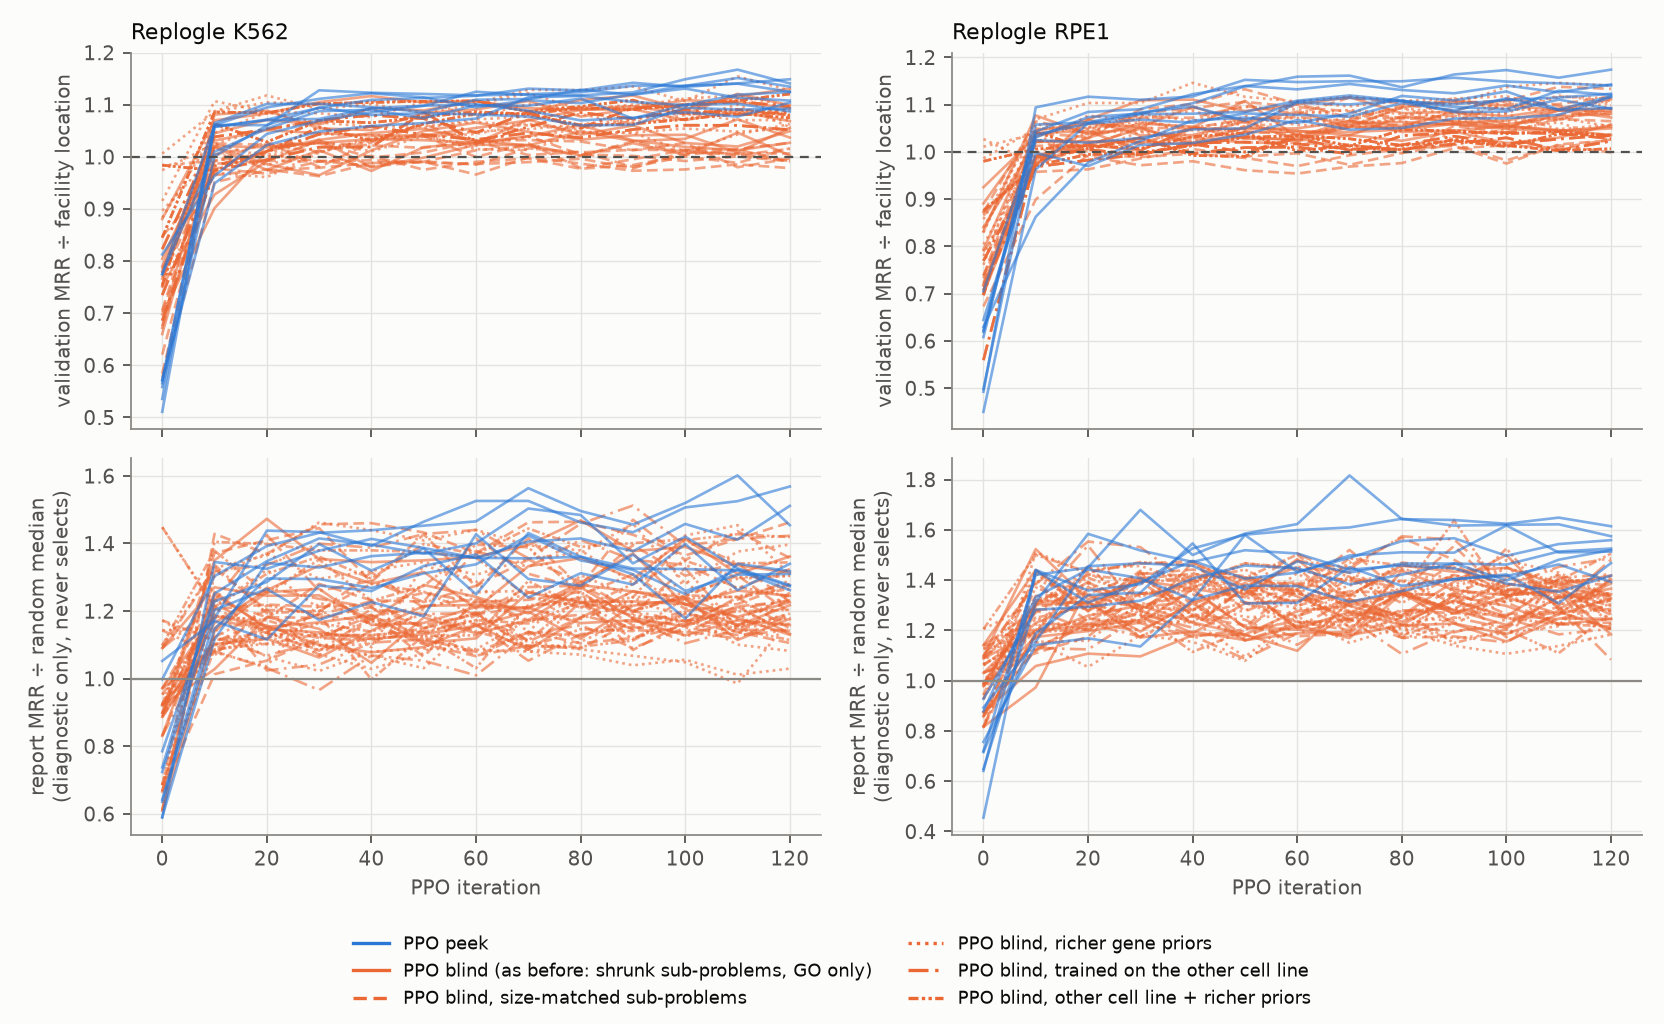 Replogle K562
Replogle RPE1
validation MRR ÷ facility location
1.2
1.1
1.0
0.9
0.8
0.7
0.6
0.5
validation MRR ÷ facility location
1.2
1.1
1.0
0.9
0.8
0.7
0.6
0.5
report MRR ÷ random median
(diagnostic only, never selects)
1.6
1.4
1.2
1.0
0.8
0.6
0 20 40 60 80 100 120
PPO iteration
report MRR ÷ random median
(diagnostic only, never selects)
1.8
1.6
1.4
1.2
1.0
0.8
0.6
0.4
0 20 40 60 80 100 120
PPO iteration
PPO peek
PPO blind (as before: shrunk sub-problems, GO only)
PPO blind, size-matched sub-problems
PPO blind, richer gene priors
PPO blind, trained on the other cell line
PPO blind, other cell line + richer priors